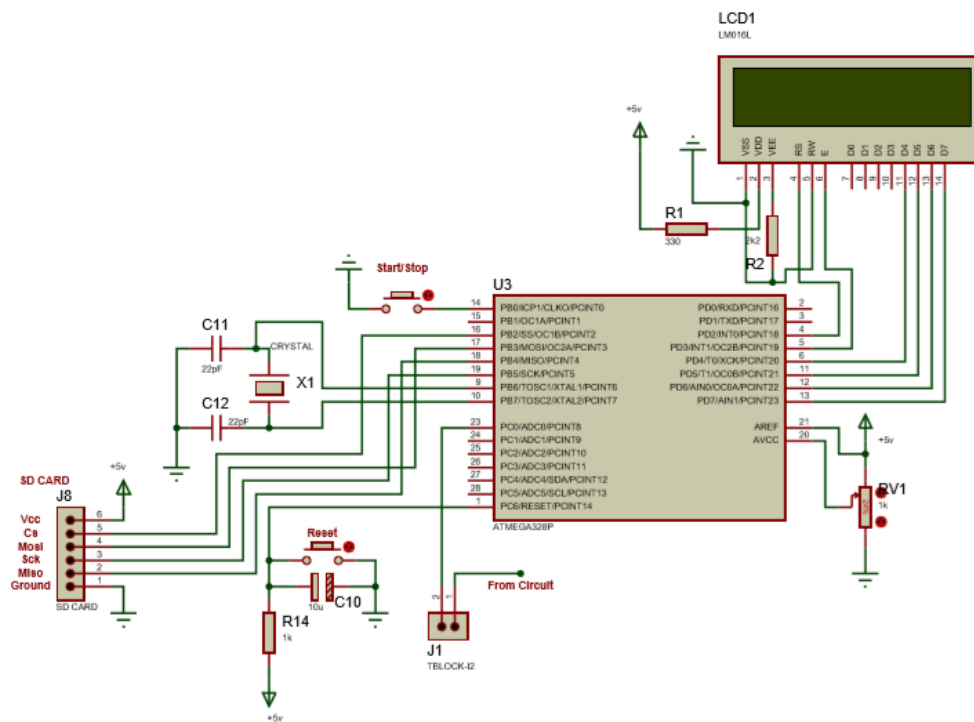 LCD1
LM016L
VSS
VDD
VEE
RS
RW
E
D0
D1
D2
D3
D4
D5
D6
D7
1
2
3
4
5
6
7
8
9
10
11
12
13
14
+5v
R1
330
2k2
R2
Start/Stop
U3
14 PB0/ICP1/CLKO/PCINT0
15 PB1/OC1A/PCINT1
16 PB2/SS/OC1B/PCINT2
17 PB3/MOSI/OC2A/PCINT3
18 PB4/MISO/PCINT4
19 PB5/SCK/PCINT5
9 PB6/TOSC1/XTAL1/PCINT6
10 PB7/TOSC2/XTAL2/PCINT7
23 PC0/ADC0/PCINT8
24 PC1/ADC1/PCINT9
25 PC2/ADC2/PCINT10
26 PC3/ADC3/PCINT11
27 PC4/ADC4/SDA/PCINT12
28 PC5/ADC5/SCL/PCINT13
1 PC6/RESET/PCINT14
PD0/RXD/PCINT16 2
PD1/TXD/PCINT17 3
PD2/INT0/PCINT18 4
PD3/INT1/OC2B/PCINT19 5
PD4/T0/XCK/PCINT20 6
PD5/T1/OC0B/PCINT21 11
PD6/AIN0/OC0A/PCINT22 12
PD7/AIN1/PCINT23 13
AREF 21
AVCC 20
ATMEGA328P
C11
22pF
CRYSTAL
X1
C12
22pF
+5v
RV1
1k
SD CARD
J8
+5v
Vcc 6
Cs 5
Mosi 4
Sck 3
Miso 2
Ground 1
SD CARD
Reset
10u
C10
R14
1k
+5v
From Circuit
2
1
J1
TBLOCK-I2